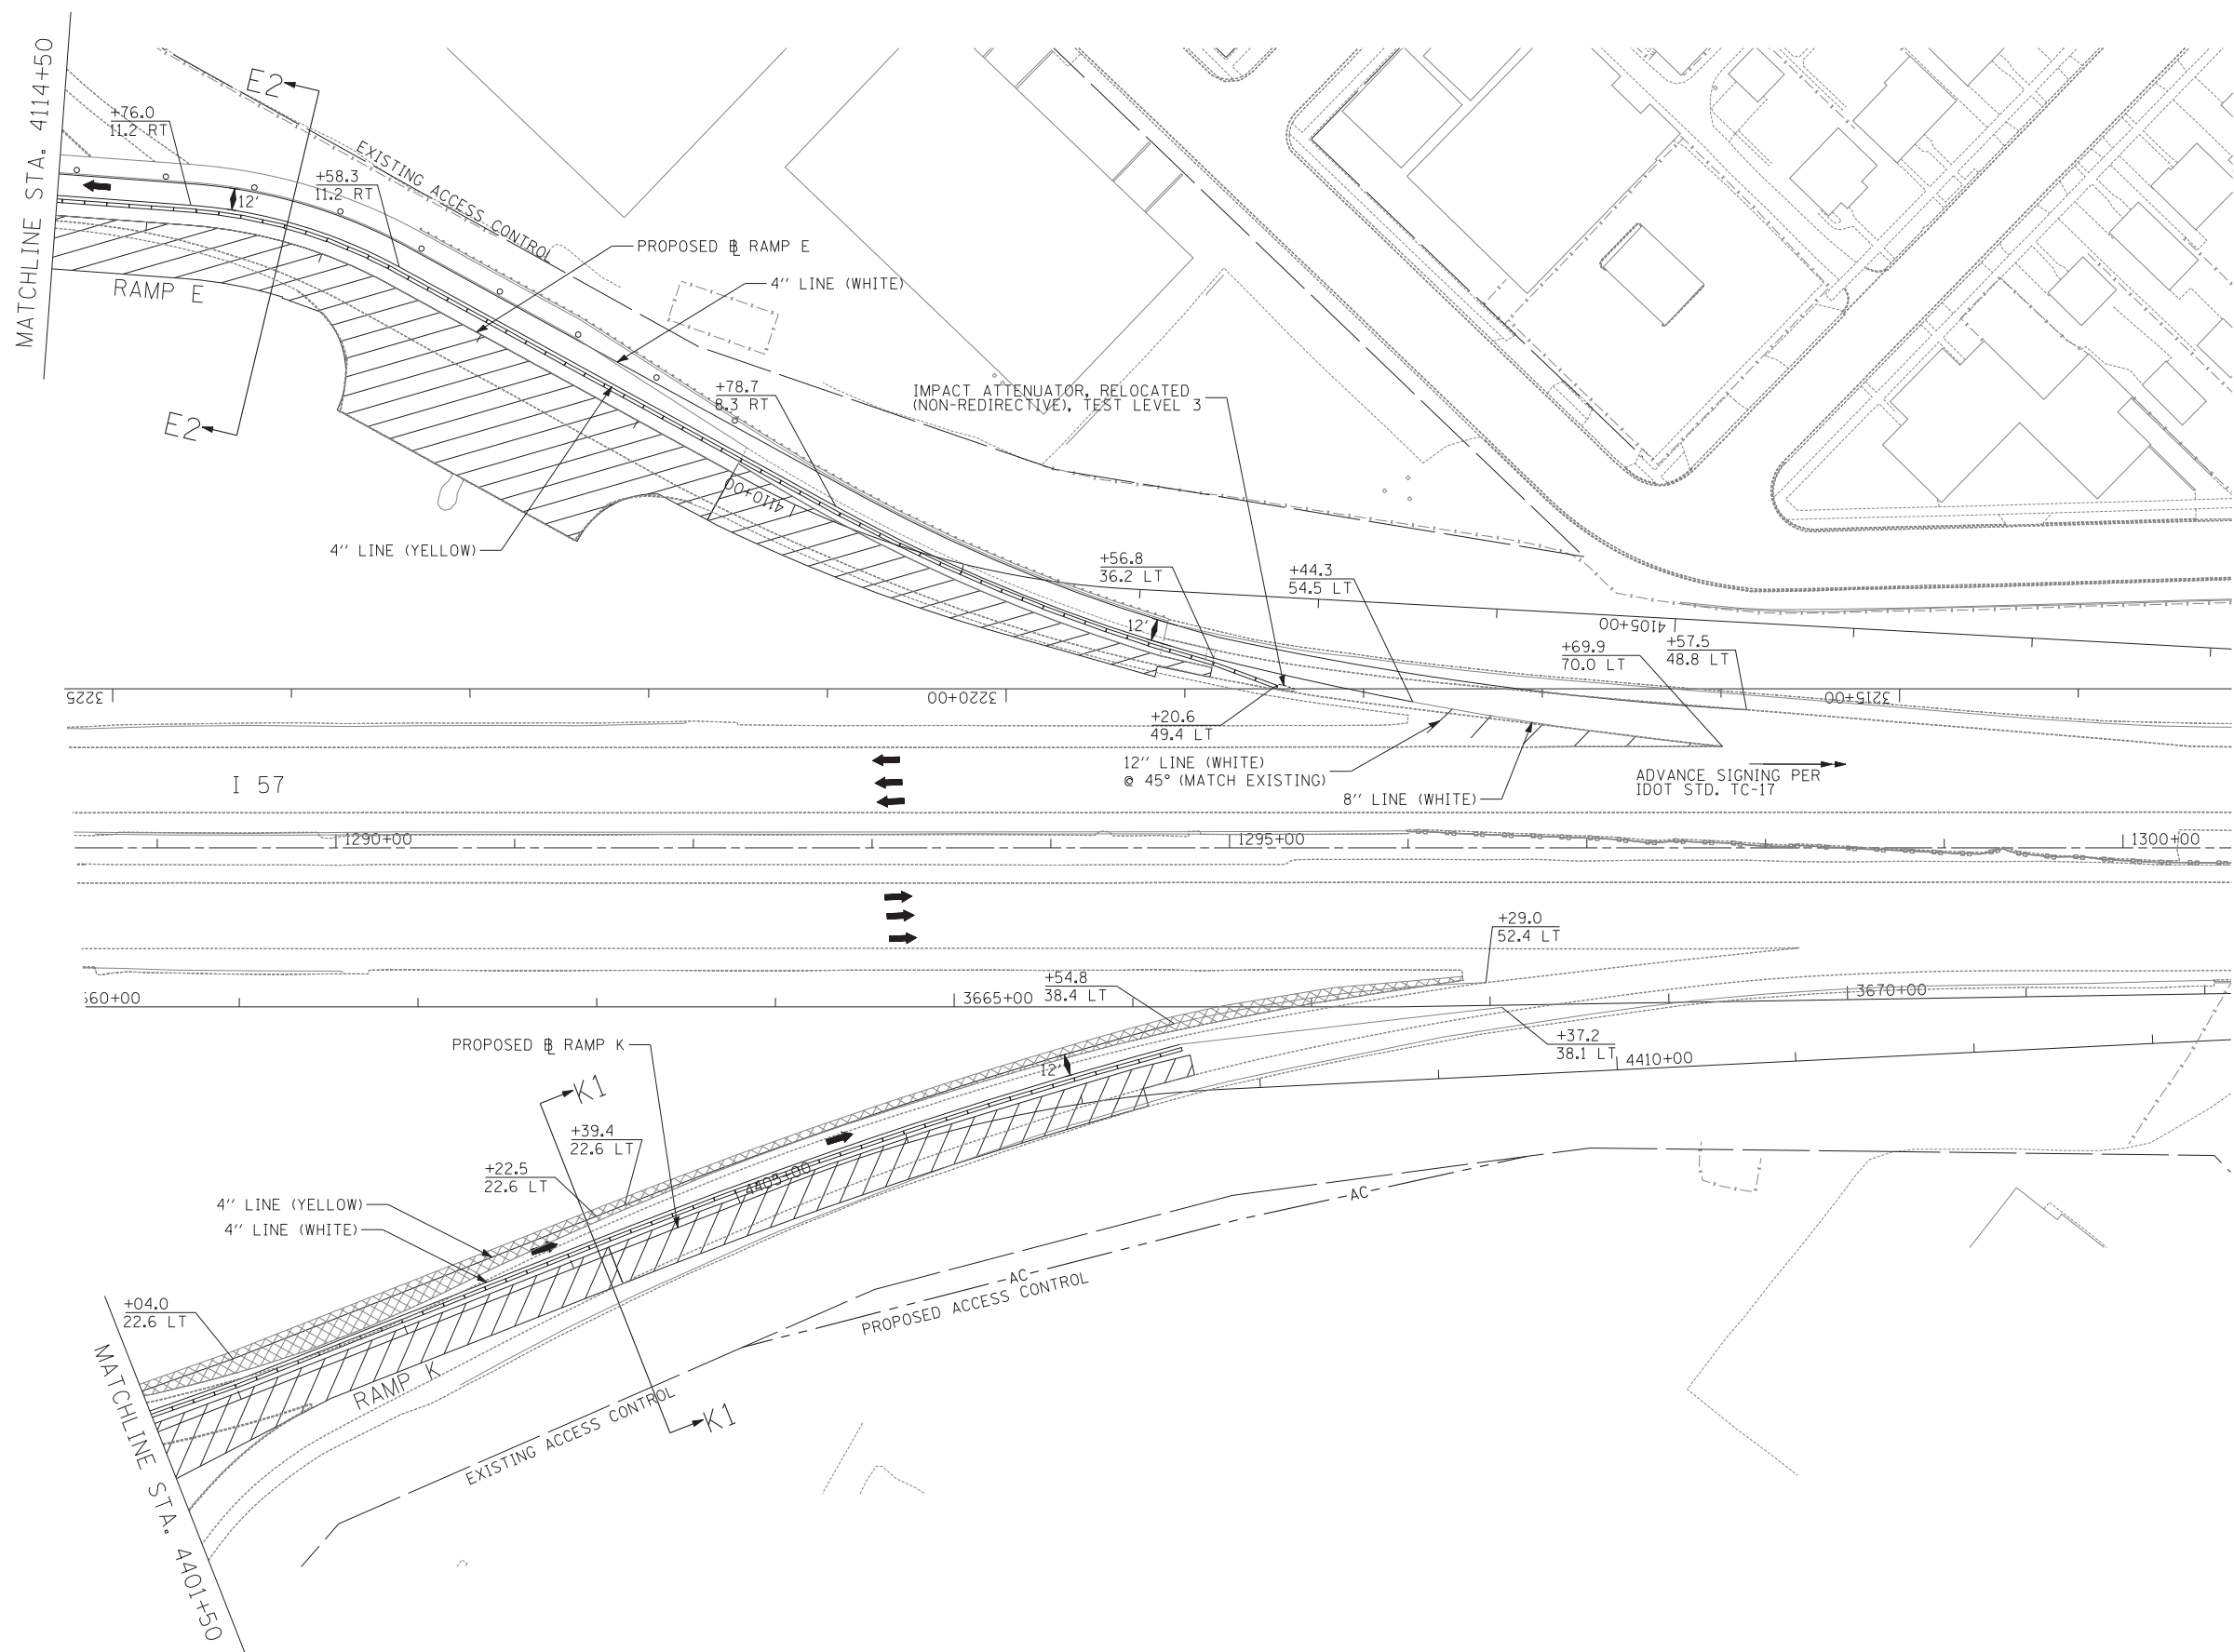 MATCHLINE STA. 4114+50
E2
+76.0
11.2 RT
EXISTING ACCESS CONTROL
+58.3
11.2 RT
12'
PROPOSED ℄ RAMP E
4'' LINE (WHITE)
RAMP E
E2
+78.7
8.3 RT
IMPACT ATTENUATOR, RELOCATED
(NON-REDIRECTIVE), TEST LEVEL 3
4110+00
4'' LINE (YELLOW)
+56.8
36.2 LT
+44.3
54.5 LT
12'
4105+00
+69.9
70.0 LT
+57.5
48.8 LT
3225
3220+00
3215+00
+20.6
49.4 LT
12'' LINE (WHITE)
@ 45° (MATCH EXISTING)
8'' LINE (WHITE)
ADVANCE SIGNING PER
IDOT STD. TC-17
I 57
1290+00
1295+00
1300+00
+29.0
52.4 LT
+54.8
38.4 LT
60+00
3665+00
3670+00
PROPOSED ℄ RAMP K
+37.2
38.1 LT
4410+00
12'
K1
+39.4
22.6 LT
+22.5
22.6 LT
4405+00
4'' LINE (YELLOW)
4'' LINE (WHITE)
AC
AC
PROPOSED ACCESS CONTROL
+04.0
22.6 LT
RAMP K
K1
EXISTING ACCESS CONTROL
MATCHLINE STA. 4401+50